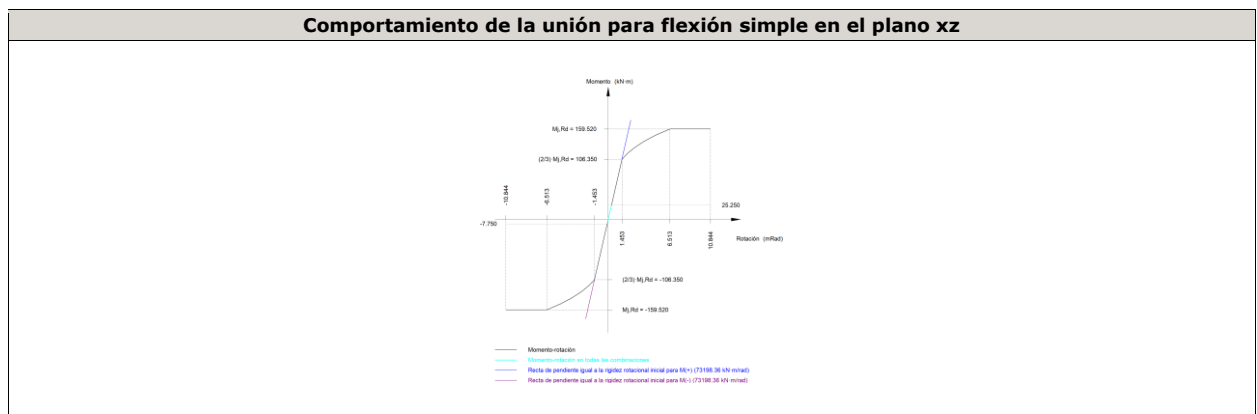 Comportamiento de la unión para flexión simple en el plano xz
Momento (kN·m)
Mj,Rd = 159.520
(2/3)·Mj,Rd = 106.350
-10.844
-6.513
-1.453
25.250
-7.750
1.453
6.513
10.844
Rotación (mRad)
(2/3)·Mj,Rd = -106.350
Mj,Rd = -159.520
Momento-rotación
Momento-rotación en todas las combinaciones
Recta de pendiente igual a la rigidez rotacional inicial para M(+) (73198.36 kN·m/rad)
Recta de pendiente igual a la rigidez rotacional inicial para M(-) (73198.36 kN·m/rad)